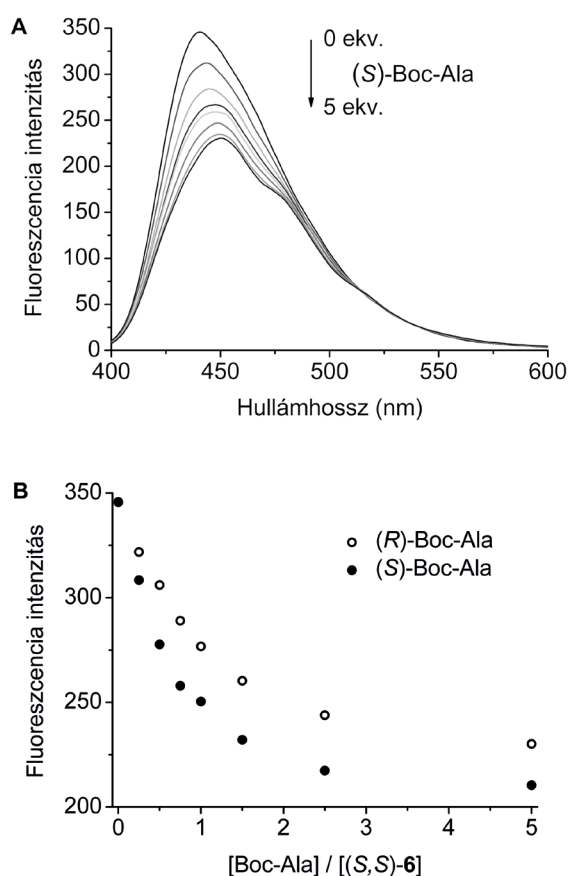 A
350
300
250
200
150
100
50
0
Fluoreszcencia intenzitás
0 ekv.
(S)-Boc-Ala
5 ekv.
400 450 500 550 600
Hullámhossz (nm)
B
350
300
250
200
Fluoreszcencia intenzitás
(R)-Boc-Ala
(S)-Boc-Ala
0 1 2 3 4 5
[Boc-Ala] / [(S,S)-6]